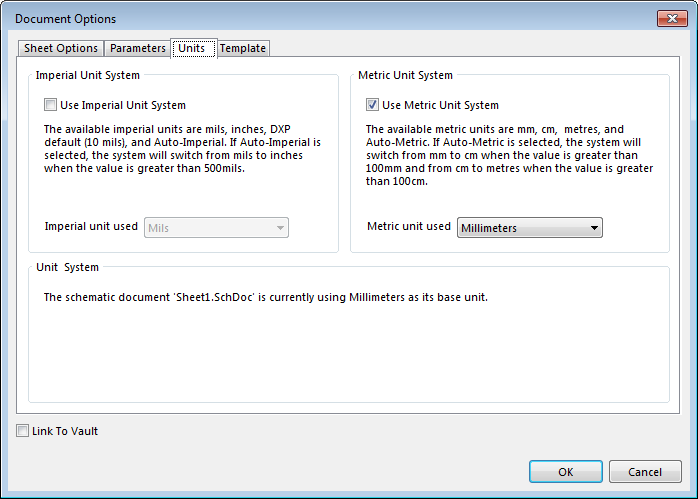 Document Options
Sheet Options Parameters Units Template
Imperial Unit System
Use Imperial Unit System
The available imperial units are mils, inches, DXP
default (10 mils), and Auto-Imperial. If Auto-Imperial is
selected, the system will switch from mils to inches
when the value is greater than 500mils.
Imperial unit used Mils
Metric Unit System
Use Metric Unit System
The available metric units are mm, cm, metres, and
Auto-Metric. If Auto-Metric is selected, the system will
switch from mm to cm when the value is greater than
100mm and from cm to metres when the value is greater
than 100cm.
Metric unit used Millimeters
Unit System
The schematic document 'Sheet1.SchDoc' is currently using Millimeters as its base unit.
Link To Vault
OK Cancel